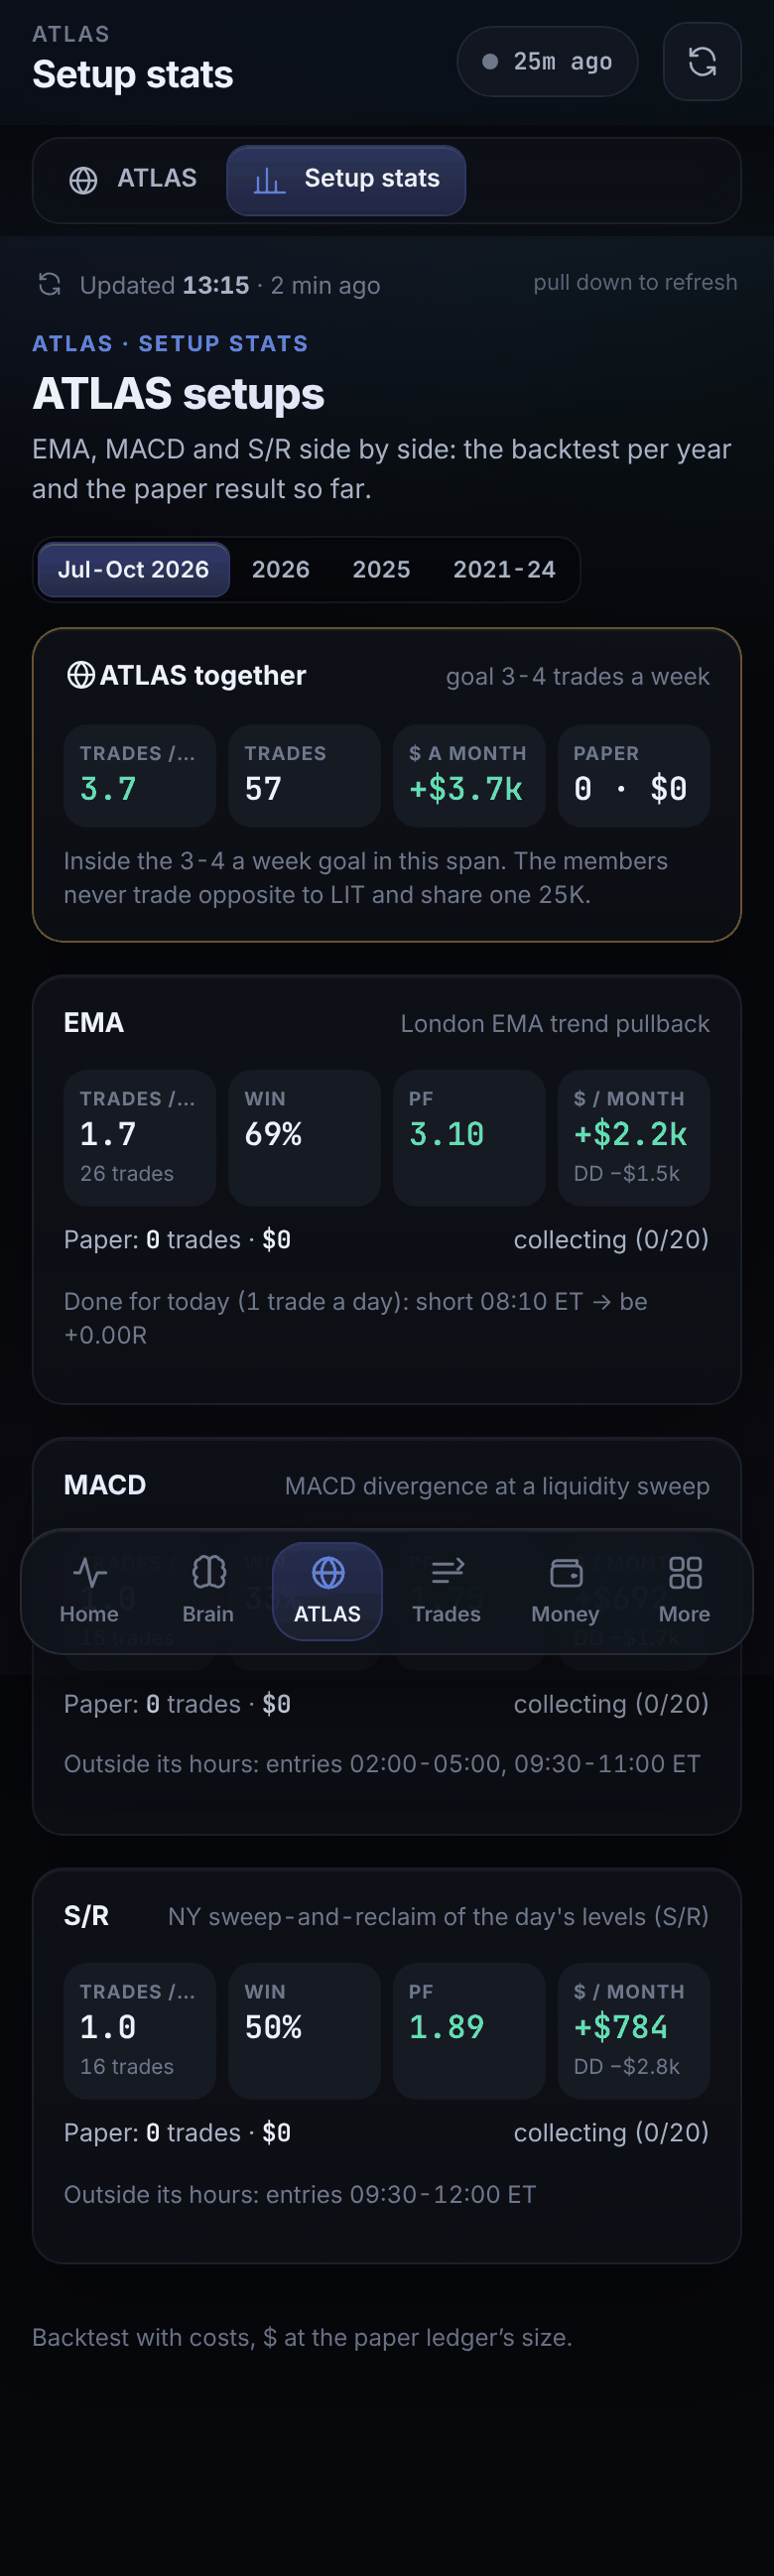 ATLAS
Setup stats
25m ago
ATLAS
Setup stats
Updated 13:15 · 2 min ago
pull down to refresh
ATLAS · SETUP STATS
ATLAS setups
EMA, MACD and S/R side by side: the backtest per year
and the paper result so far.
Jul-Oct 2026
2026
2025
2021-24
ATLAS together
goal 3-4 trades a week
TRADES /...
TRADES
$ A MONTH
PAPER
3.7
57
+$3.7k
0 · $0
Inside the 3-4 a week goal in this span. The members
never trade opposite to LIT and share one 25K.
EMA
London EMA trend pullback
TRADES /...
WIN
PF
$ / MONTH
1.7
69%
3.10
+$2.2k
26 trades
DD −$1.5k
Paper: 0 trades · $0
collecting (0/20)
Done for today (1 trade a day): short 08:10 ET → be
+0.00R
MACD
MACD divergence at a liquidity sweep
Home
Brain
ATLAS
Trades
Money
More
15 trades
DD −$1.7k
Paper: 0 trades · $0
collecting (0/20)
Outside its hours: entries 02:00-05:00, 09:30-11:00 ET
S/R
NY sweep-and-reclaim of the day's levels (S/R)
TRADES /...
WIN
PF
$ / MONTH
1.0
50%
1.89
+$784
16 trades
DD −$2.8k
Paper: 0 trades · $0
collecting (0/20)
Outside its hours: entries 09:30-12:00 ET
Backtest with costs, $ at the paper ledger’s size.